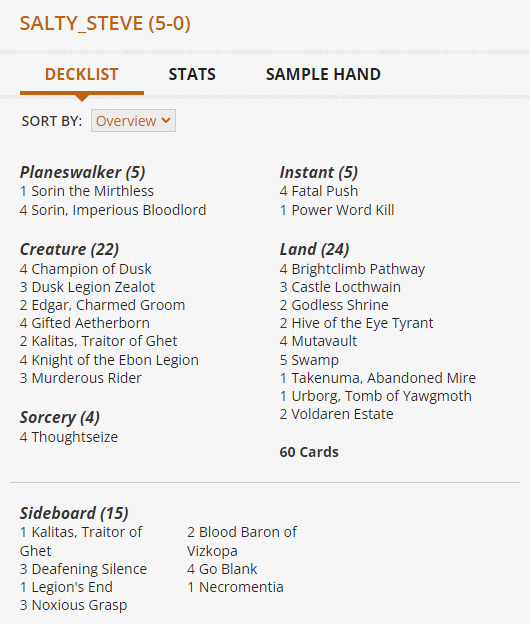 SALTY_STEVE (5-0)
DECKLIST
STATS
SAMPLE HAND
SORT BY:
Overview
Planeswalker (5)
1 Sorin the Mirthless
4 Sorin, Imperious Bloodlord
Creature (22)
4 Champion of Dusk
3 Dusk Legion Zealot
2 Edgar, Charmed Groom
4 Gifted Aetherborn
2 Kalitas, Traitor of Ghet
4 Knight of the Ebon Legion
3 Murderous Rider
Sorcery (4)
4 Thoughtseize
Instant (5)
4 Fatal Push
1 Power Word Kill
Land (24)
4 Brightclimb Pathway
3 Castle Locthwain
2 Godless Shrine
2 Hive of the Eye Tyrant
4 Mutavault
5 Swamp
1 Takenuma, Abandoned Mire
1 Urborg, Tomb of Yawgmoth
2 Voldaren Estate
60 Cards
Sideboard (15)
1 Kalitas, Traitor of
Ghet
3 Deafening Silence
1 Legion's End
3 Noxious Grasp
2 Blood Baron of
Vizkopa
4 Go Blank
1 Necromentia